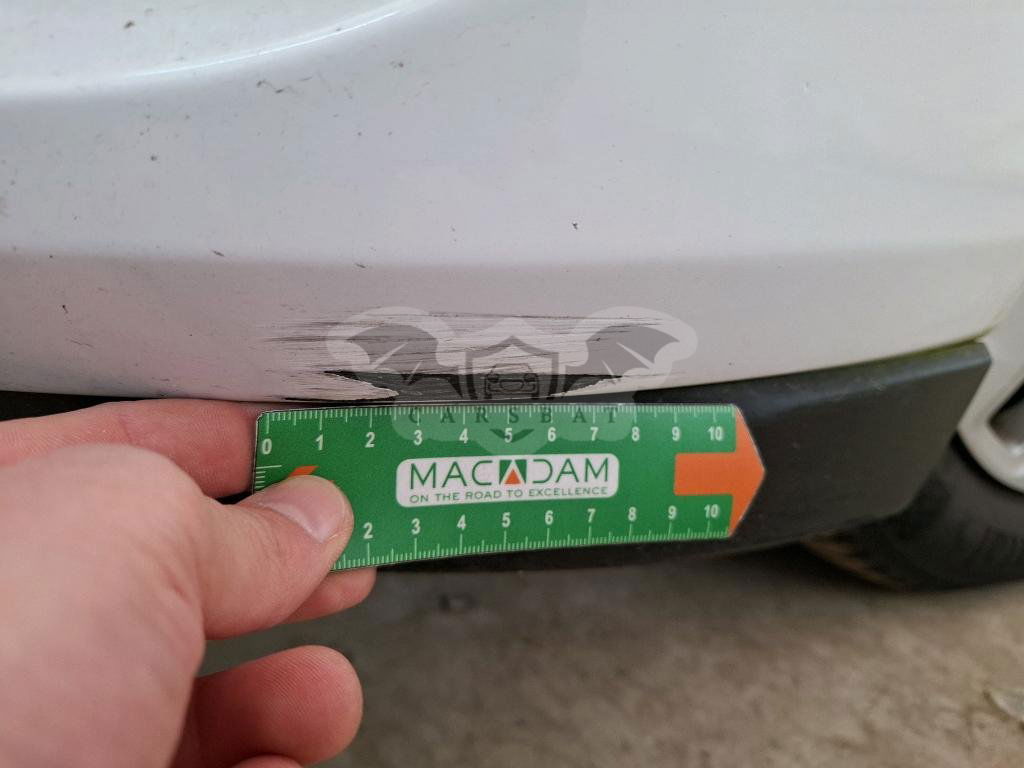 CARSBAT
0 1 2 3 4 5 6 7 8 9 10
MACADAM
ON THE ROAD TO EXCELLENCE
2 3 4 5 6 7 8 9 10